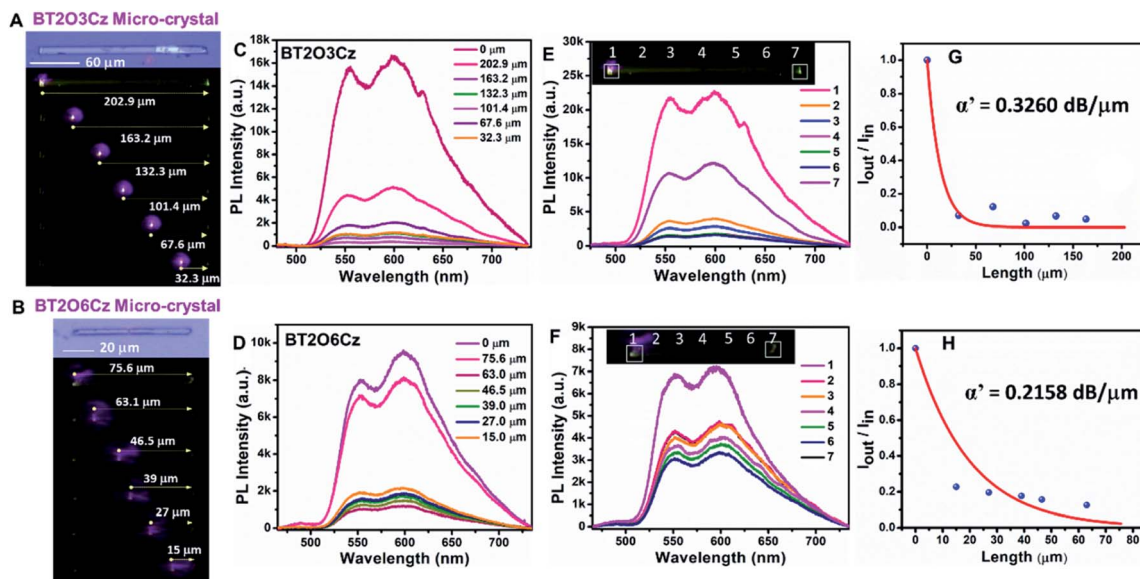 A BT2O3Cz Micro-crystal
60 μm
202.9 μm
163.2 μm
132.3 μm
101.4 μm
67.6 μm
32.3 μm
B BT2O6Cz Micro-crystal
20 μm
75.6 μm
63.1 μm
46.5 μm
39 μm
27 μm
15 μm
C
BT2O3Cz
PL Intensity (a.u.)
18k
16k
14k
12k
10k
8k
6k
4k
2k
0
500 550 600 650 700
Wavelength (nm)
0 μm
202.9 μm
163.2 μm
132.3 μm
101.4 μm
67.6 μm
32.3 μm
D
BT2O6Cz
PL Intensity (a.u.)
10k
8k
6k
4k
2k
0
500 550 600 650 700
Wavelength (nm)
0 μm
75.6 μm
63.0 μm
46.5 μm
39.0 μm
27.0 μm
15.0 μm
E
1 2 3 4 5 6 7
PL Intensity (a.u.)
30k
25k
20k
15k
10k
5k
0
500 550 600 650 700
Wavelength (nm)
1
2
3
4
5
6
7
F
1 2 3 4 5 6 7
PL Intensity (a.u.)
9k
8k
7k
6k
5k
4k
3k
2k
1k
0
500 550 600 650 700
Wavelength (nm)
1
2
3
4
5
6
7
G
α' = 0.3260 dB/μm
Iout / Iin
1.0
0.8
0.6
0.4
0.2
0.0
0 50 100 150 200
Length (μm)
H
α' = 0.2158 dB/μm
Iout / Iin
1.0
0.8
0.6
0.4
0.2
0.0
0 10 20 30 40 50 60 70 80
Length (μm)